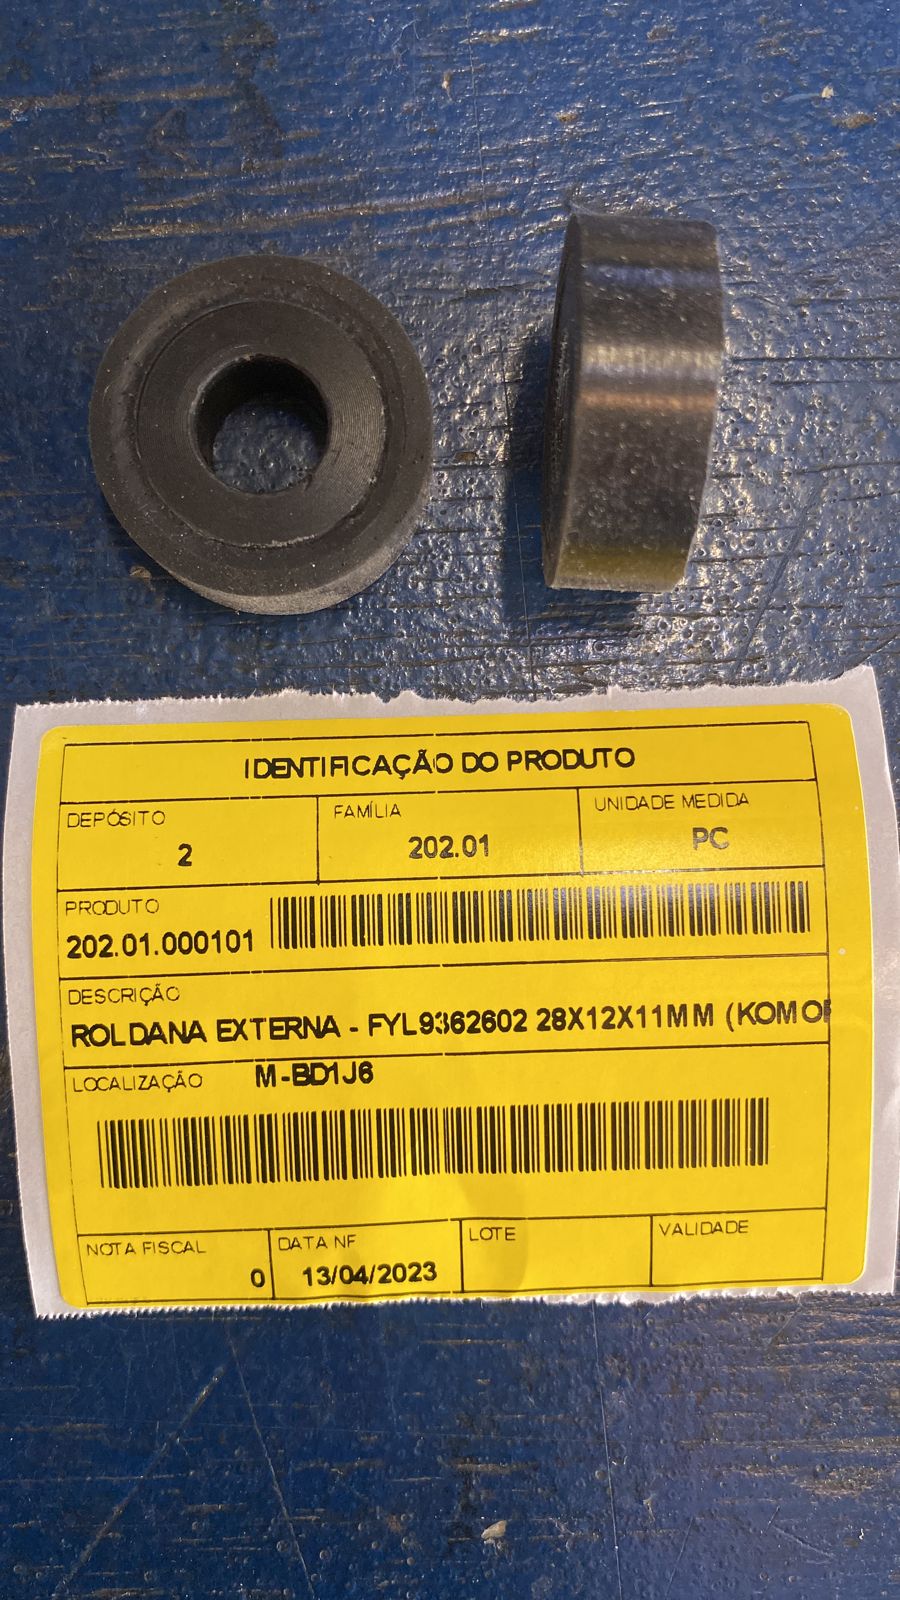 IDENTIFICAÇÃO DO PRODUTO
DEPÓSITO
2
FAMÍLIA
202.01
UNIDADE MEDIDA
PC
PRODUTO
202.01.000101
DESCRIÇÃO
ROLDANA EXTERNA - FYL9362602 28X12X11MM (KOMO
LOCALIZAÇÃO M-BD1J6
NOTA FISCAL
0
DATA NF
13/04/2023
LOTE
VALIDADE